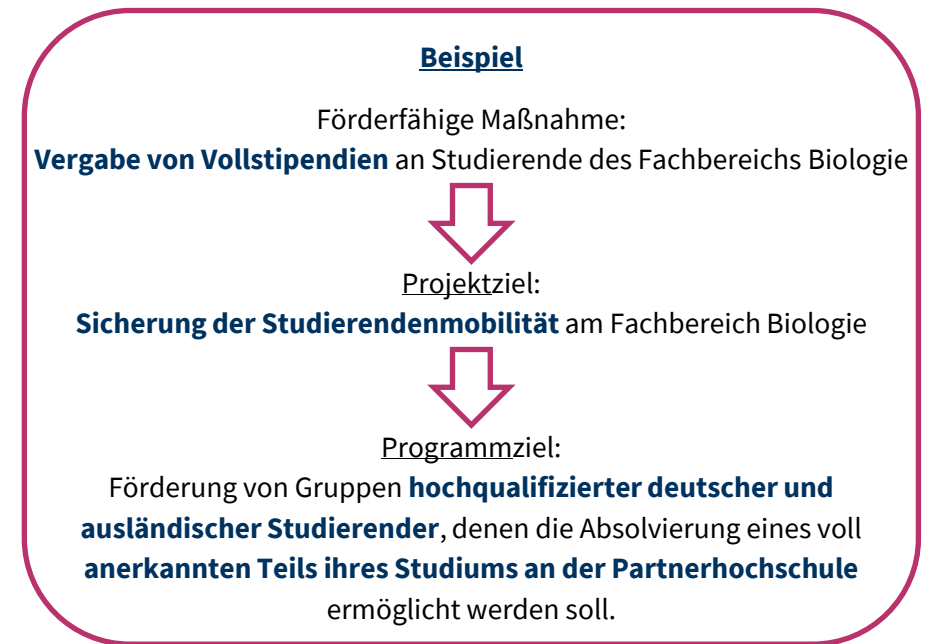 Beispiel
Förderfähige Maßnahme:
Vergabe von Vollstipendien an Studierende des Fachbereichs Biologie
Projektziel:
Sicherung der Studierendenmobilität am Fachbereich Biologie
Programmziel:
Förderung von Gruppen hochqualifizierter deutscher und
ausländischer Studierender, denen die Absolvierung eines voll
anerkannten Teils ihres Studiums an der Partnerhochschule
ermöglicht werden soll.